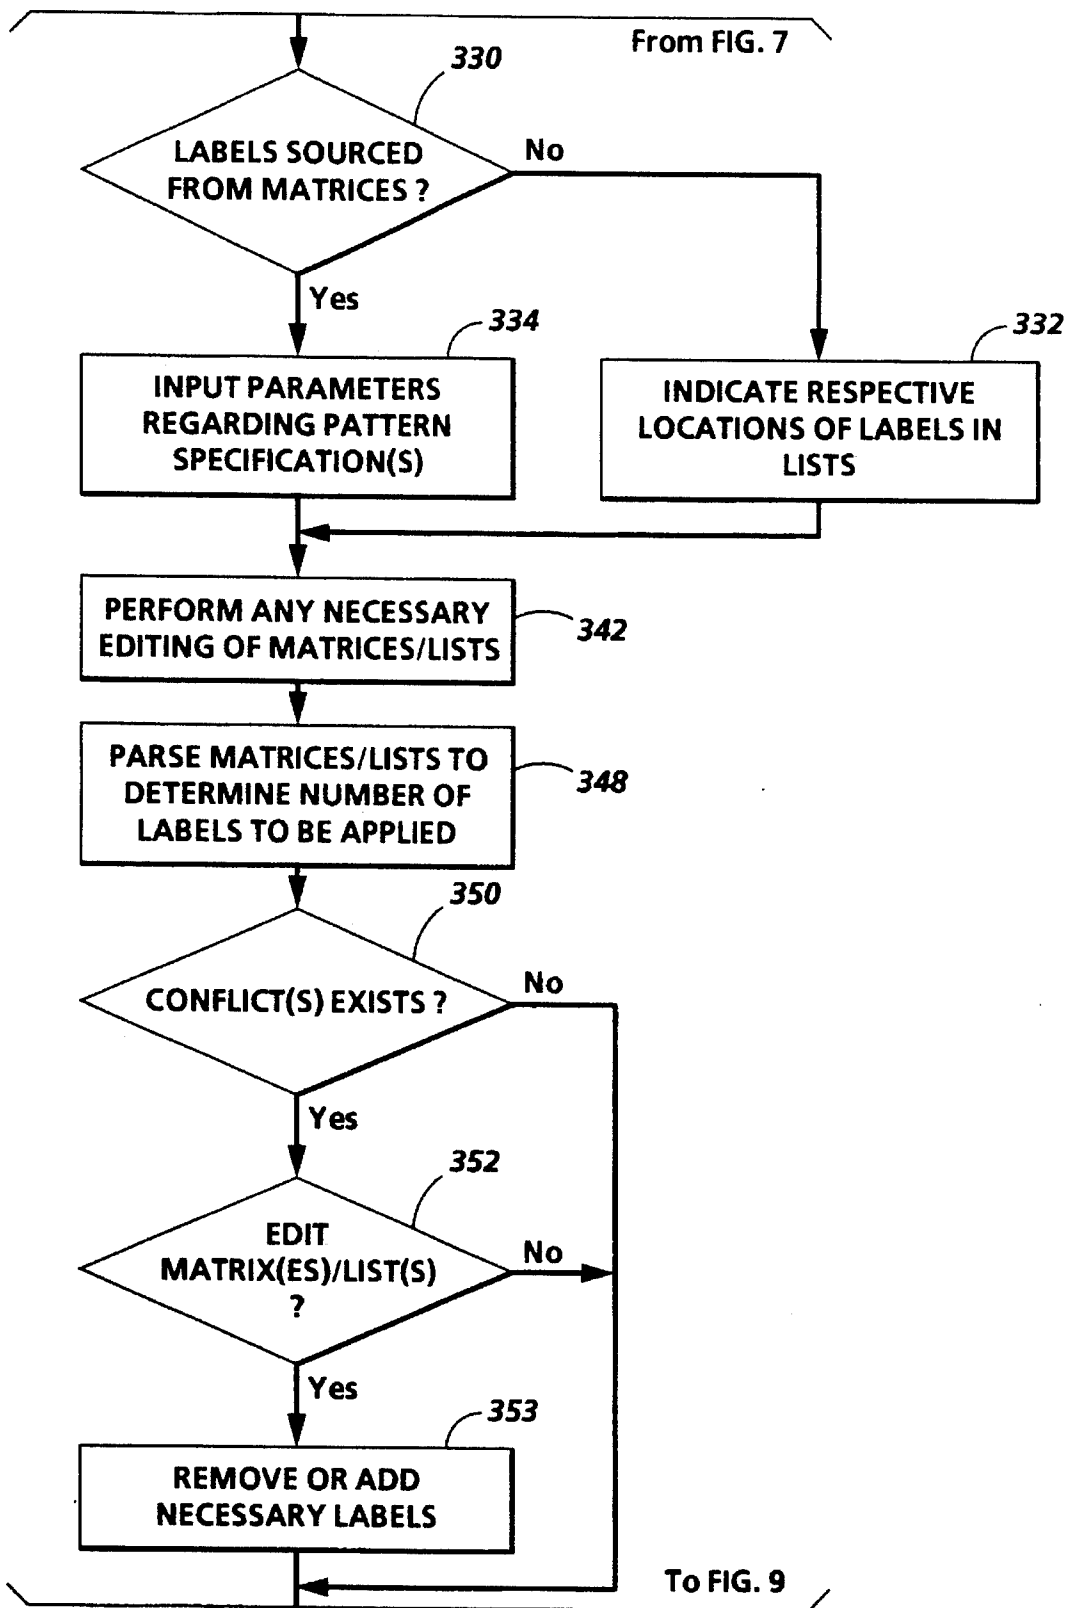 From FIG. 7
330
LABELS SOURCED
FROM MATRICES ?
No
Yes
334
INPUT PARAMETERS
REGARDING PATTERN
SPECIFICATION(S)
332
INDICATE RESPECTIVE
LOCATIONS OF LABELS IN
LISTS
PERFORM ANY NECESSARY
EDITING OF MATRICES/LISTS
342
PARSE MATRICES/LISTS TO
DETERMINE NUMBER OF
LABELS TO BE APPLIED
348
350
CONFLICT(S) EXISTS ?
No
Yes
352
EDIT
MATRIX(ES)/LIST(S)
?
No
Yes
353
REMOVE OR ADD
NECESSARY LABELS
To FIG. 9